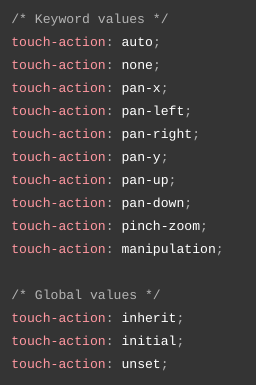 /* Keyword values */
touch-action: auto;
touch-action: none;
touch-action: pan-x;
touch-action: pan-left;
touch-action: pan-right;
touch-action: pan-y;
touch-action: pan-up;
touch-action: pan-down;
touch-action: pinch-zoom;
touch-action: manipulation;

/* Global values */
touch-action: inherit;
touch-action: initial;
touch-action: unset;